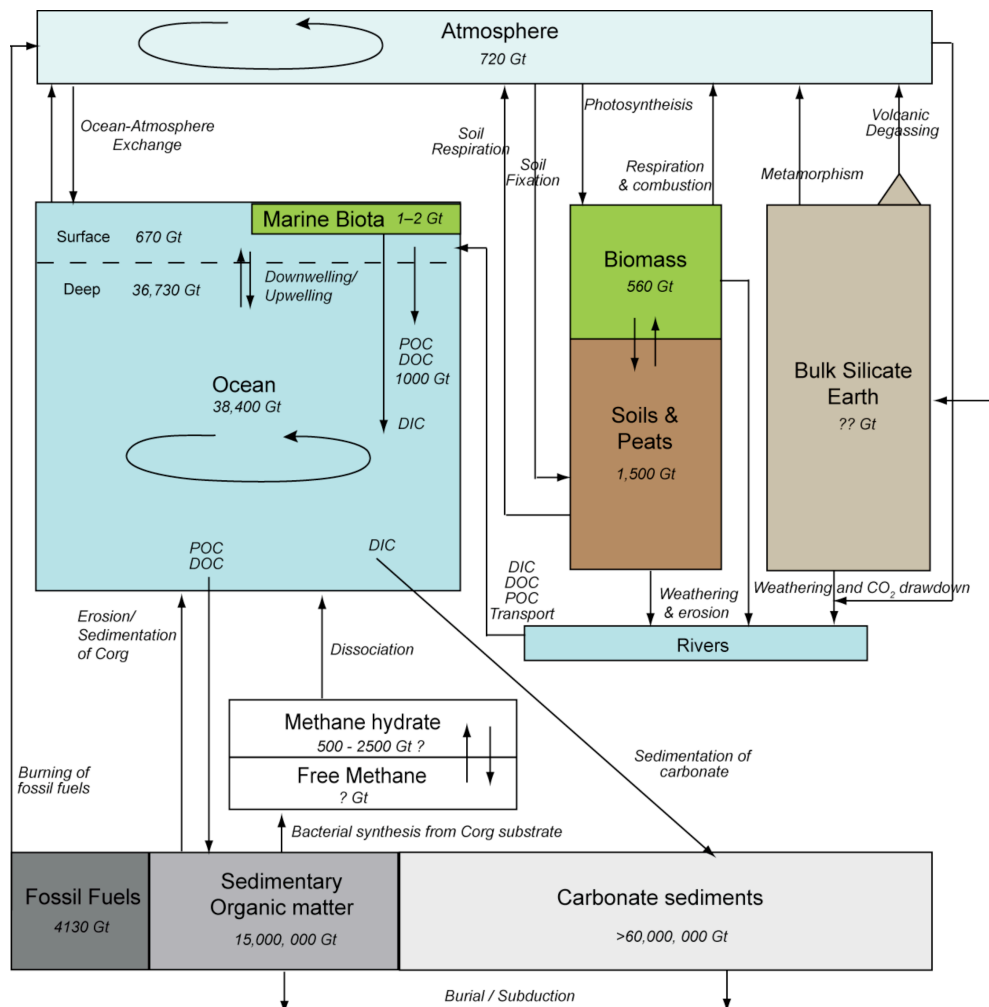 Atmosphere
720 Gt
Ocean-Atmosphere
Exchange
Soil
Respiration
Soil
Fixation
Photosyntheisis
Respiration
& combustion
Metamorphism
Volcanic
Degassing
Marine Biota 1–2 Gt
Surface 670 Gt
Deep 36,730 Gt
Downwelling/
Upwelling
POC
DOC
1000 Gt
Ocean
38,400 Gt
DIC
POC
DOC
DIC
Biomass
560 Gt
Soils &
Peats
1,500 Gt
Bulk Silicate
Earth
?? Gt
DIC
DOC
POC
Transport
Weathering
& erosion
Weathering and CO2 drawdown
Rivers
Erosion/
Sedimentation
of Corg
Dissociation
Methane hydrate
500 - 2500 Gt ?
Free Methane
? Gt
Sedimentation of
carbonate
Burning of
fossil fuels
Bacterial synthesis from Corg substrate
Fossil Fuels
4130 Gt
Sedimentary
Organic matter
15,000, 000 Gt
Carbonate sediments
>60,000, 000 Gt
Burial / Subduction